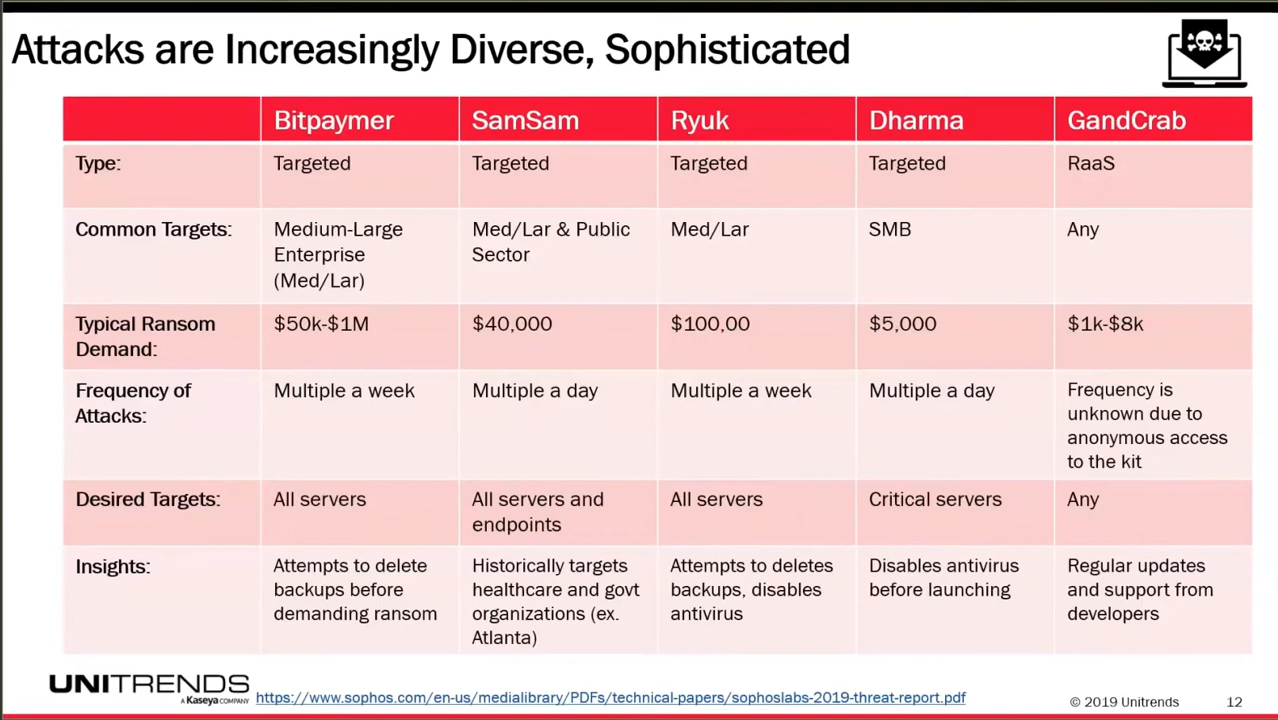 Attacks are Increasingly Diverse, Sophisticated
Bitpaymer SamSam Ryuk Dharma GandCrab
Type: Targeted Targeted Targeted Targeted RaaS
Common Targets: Medium-Large Med/Lar & Public Med/Lar SMB Any
Enterprise Sector
(Med/Lar)
Typical Ransom $50k-$1M $40,000 $100,00 $5,000 $1k-$8k
Demand:
Frequency of Multiple a week Multiple a day Multiple a week Multiple a day Frequency is
Attacks: unknown due to
anonymous access
to the kit
Desired Targets: All servers All servers and All servers Critical servers Any
endpoints
Insights: Attempts to delete Historically targets Attempts to deletes Disables antivirus Regular updates
backups before healthcare and govt backups, disables before launching and support from
demanding ransom organizations (ex. antivirus developers
Atlanta)
UNITRENDS
A Kaseya COMPANY
https://www.sophos.com/en-us/medialibrary/PDFs/technical-papers/sophoslabs-2019-threat-report.pdf
© 2019 Unitrends 12